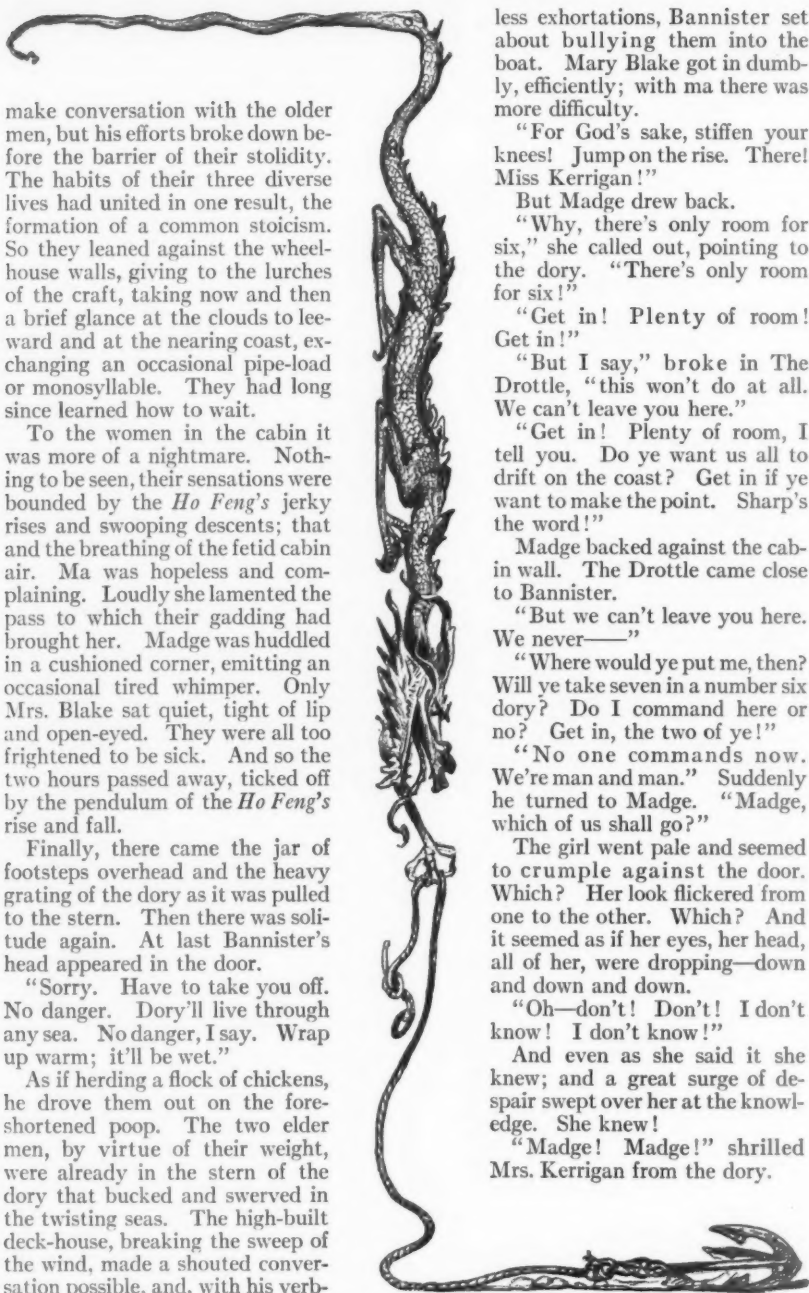 make conversation with the older
men, but his efforts broke down be-
fore the barrier of their stolidity.
The habits of their three diverse
lives had united in one result, the
formation of a common stoicism.
So they leaned against the wheel-
house walls, giving to the lurches
of the craft, taking now and then
a brief glance at the clouds to lee-
ward and at the nearing coast, ex-
changing an occasional pipe-load
or monosyllable. They had long
since learned how to wait.
To the women in the cabin it
was more of a nightmare. Noth-
ing to be seen, their sensations were
bounded by the Ho Feng's jerky
rises and swooping descents; that
and the breathing of the fetid cabin
air. Ma was hopeless and com-
plaining. Loudly she lamented the
pass to which their gadding had
brought her. Madge was huddled
in a cushioned corner, emitting an
occasional tired whimper. Only
Mrs. Blake sat quiet, tight of lip
and open-eyed. They were all too
frightened to be sick. And so the
two hours passed away, ticked off
by the pendulum of the Ho Feng's
rise and fall.
Finally, there came the jar of
footsteps overhead and the heavy
grating of the dory as it was pulled
to the stern. Then there was soli-
tude again. At last Bannister's
head appeared in the door.
"Sorry. Have to take you off.
No danger. Dory'll live through
any sea. No danger, I say. Wrap
up warm; it'll be wet."
As if herding a flock of chickens,
he drove them out on the fore-
shortened poop. The two elder
men, by virtue of their weight,
were already in the stern of the
dory that bucked and swerved in
the twisting seas. The high-built
deck-house, breaking the sweep of
the wind, made a shouted conver-
sation possible, and, with his verb-
less exhortations, Bannister set
about bullying them into the
boat. Mary Blake got in dumb-
ly, efficiently; with ma there was
more difficulty.
"For God's sake, stiffen your
knees! Jump on the rise. There!
Miss Kerrigan!"
But Madge drew back.
"Why, there's only room for
six," she called out, pointing to
the dory. "There's only room
for six!"
"Get in! Plenty of room!
Get in!"
"But I say," broke in The
Drottle, "this won't do at all.
We can't leave you here."
"Get in! Plenty of room, I
tell you. Do ye want us all to
drift on the coast? Get in if ye
want to make the point. Sharp's
the word!"
Madge backed against the cab-
in wall. The Drottle came close
to Bannister.
"But we can't leave you here.
We never——"
"Where would ye put me, then?
Will ye take seven in a number six
dory? Do I command here or
no? Get in, the two of ye!"
"No one commands now.
We're man and man." Suddenly
he turned to Madge. "Madge,
which of us shall go?"
The girl went pale and seemed
to crumple against the door.
Which? Her look flickered from
one to the other. Which? And
it seemed as if her eyes, her head,
all of her, were dropping—down
and down and down.
"Oh—don't! Don't! I don't
know! I don't know!"
And even as she said it she
knew; and a great surge of de-
spair swept over her at the knowl-
edge. She knew!
"Madge! Madge!" shrilled
Mrs. Kerrigan from the dory.